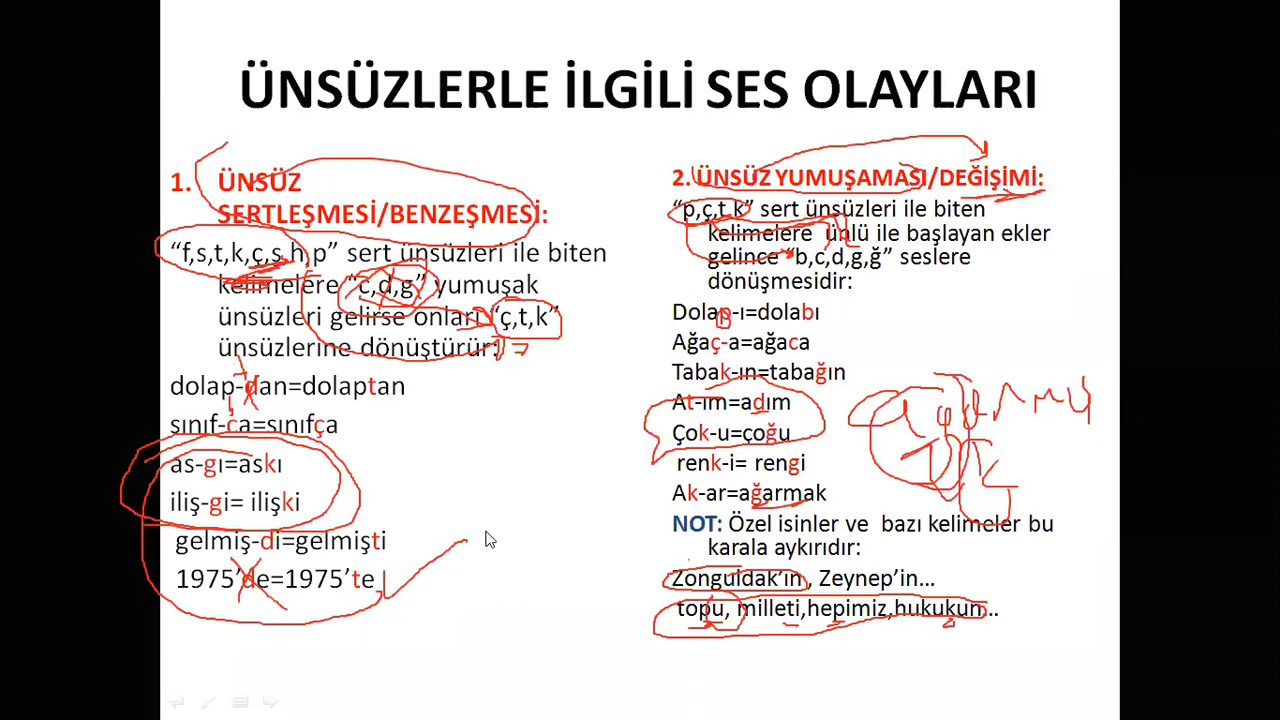 ÜNSÜZLERLE İLGİLİ SES OLAYLARI
1. ÜNSÜZ
SERTLEŞMESİ/BENZEŞMESİ:
“f,s,t,k,ç,ş,h,p” sert ünsüzleri ile biten
kelimelere “c,d,g” yumuşak
ünsüzleri gelirse onları “ç,t,k”
ünsüzlerine dönüştürür:
dolap-dan=dolaptan
sınıf-ca=sınıfça
as-gı=askı
iliş-gi= ilişki
gelmiş-di=gelmişti
1975’de=1975’te
2. ÜNSÜZ YUMUŞAMASI/DEĞİŞİMİ:
“p,ç,t,k” sert ünsüzleri ile biten
kelimelere ünlü ile başlayan ekler
gelince “b,c,d,g,ğ” seslere
dönüşmesidir:
Dolap-ı=dolabı
Ağaç-a=ağaca
Tabak-ın=tabağın
At-ım=adım
Çok-u=çoğu
renk-i= rengi
Ak-ar=ağarmak
NOT: Özel isinler ve bazı kelimeler bu
karala aykırıdır:
Zonguldak’ın , Zeynep’in...
topu, milleti,hepimiz,hukukun..